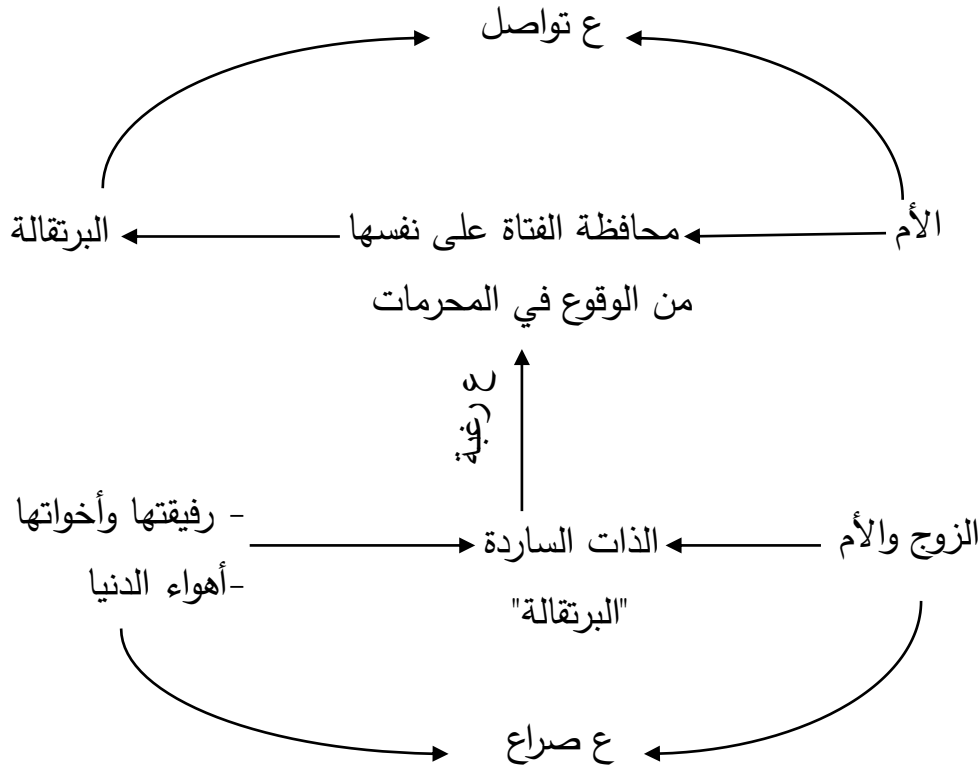 ع تواصل
الأم
محافظة الفتاة على نفسها
البرتقالة
من الوقوع في المحرمات
ع رغبة
الزوج والأم
الذات الساردة
- رفيقتها وأخواتها
"البرتقالة"
-أهواء الدنيا
ع صراع